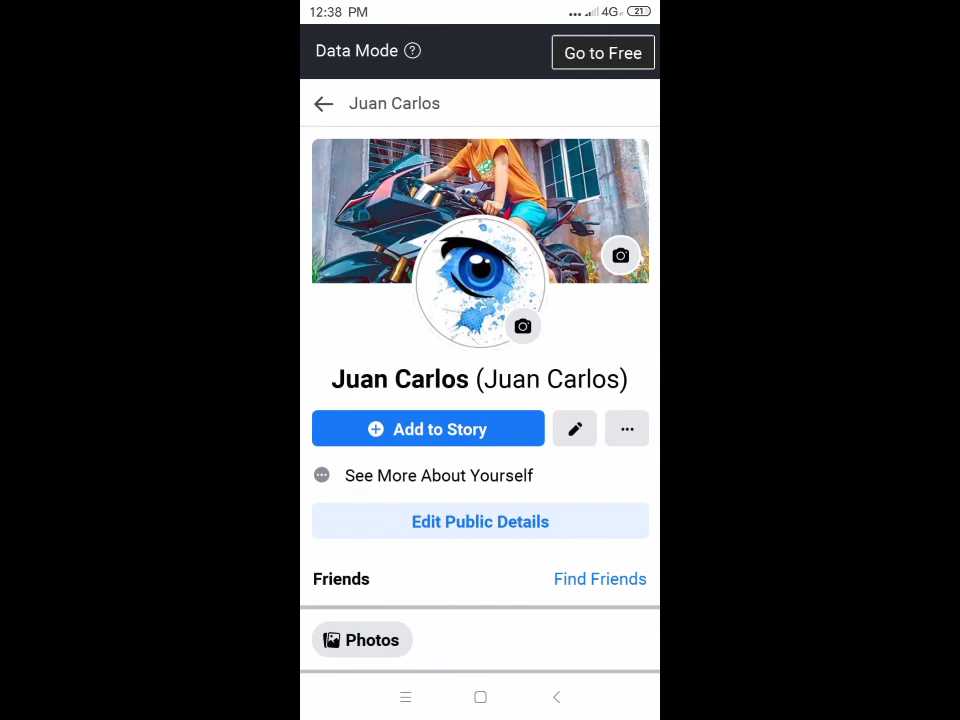 12:38 PM 4G 21
Data Mode
Go to Free
Juan Carlos
Juan Carlos (Juan Carlos)
Add to Story
See More About Yourself
Edit Public Details
Friends Find Friends
Photos